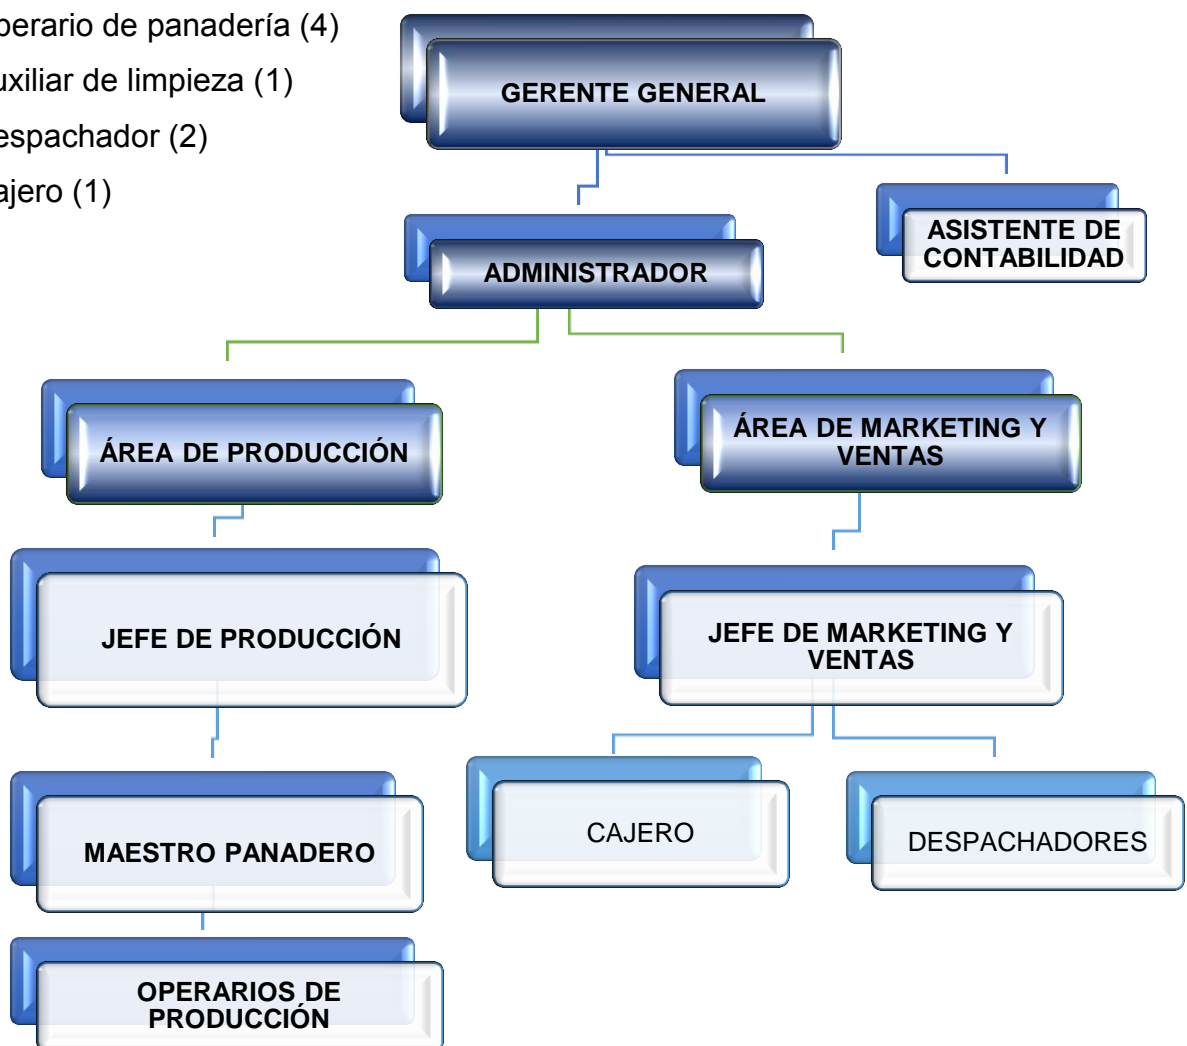 perario de panadería (4)
uxiliar de limpieza (1)
espachador (2)
ajero (1)
GERENTE GENERAL
ASISTENTE DE
CONTABILIDAD
ADMINISTRADOR
ÁREA DE PRODUCCIÓN
ÁREA DE MARKETING Y
VENTAS
JEFE DE PRODUCCIÓN
JEFE DE MARKETING Y
VENTAS
MAESTRO PANADERO
CAJERO
DESPACHADORES
OPERARIOS DE
PRODUCCIÓN